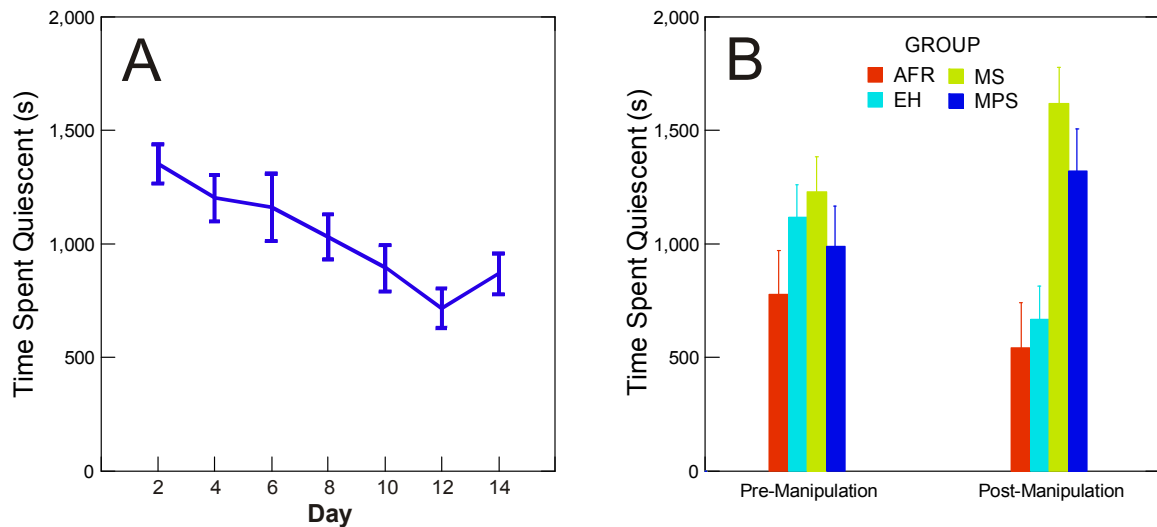 A
Time Spent Quiescent (s)
2,000
1,500
1,000
500
0
2 4 6 8 10 12 14
Day
B
Time Spent Quiescent (s)
2,000
1,500
1,000
500
0
GROUP
AFR MS
EH MPS
Pre-Manipulation Post-Manipulation